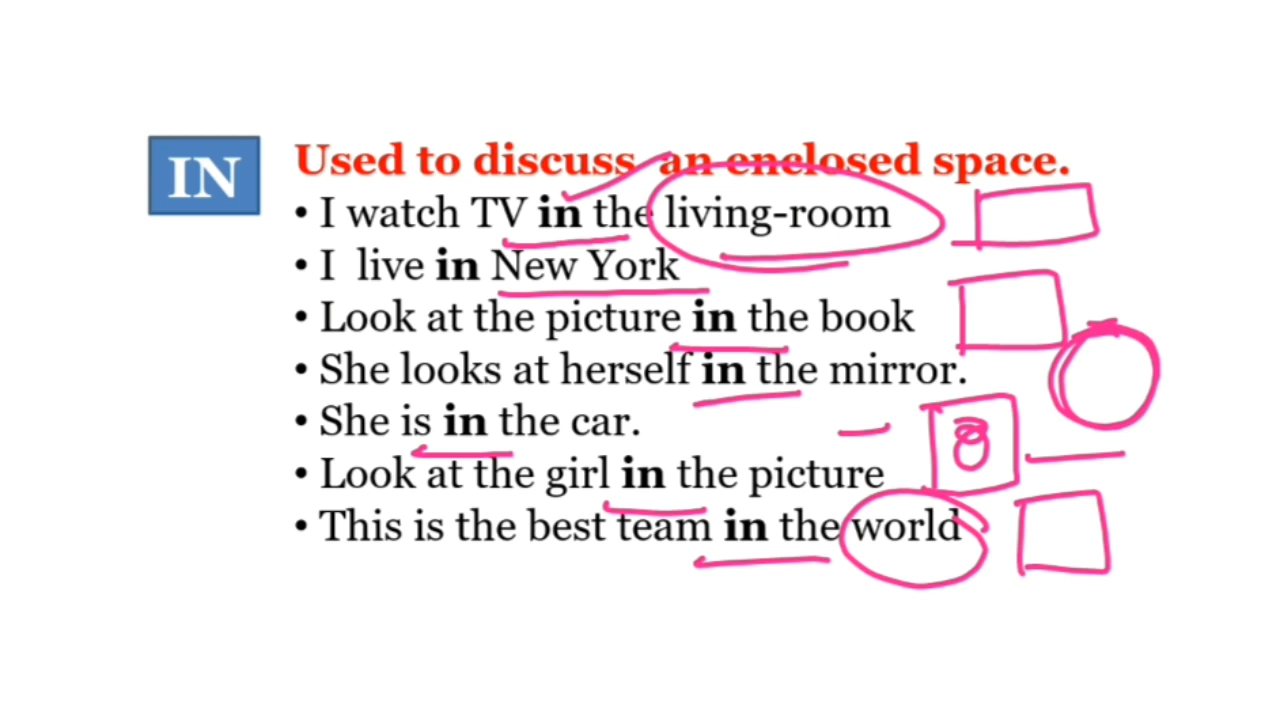 IN
Used to discuss an enclosed space.
• I watch TV in the living-room
• I live in New York
• Look at the picture in the book
• She looks at herself in the mirror.
• She is in the car.
• Look at the girl in the picture
• This is the best team in the world